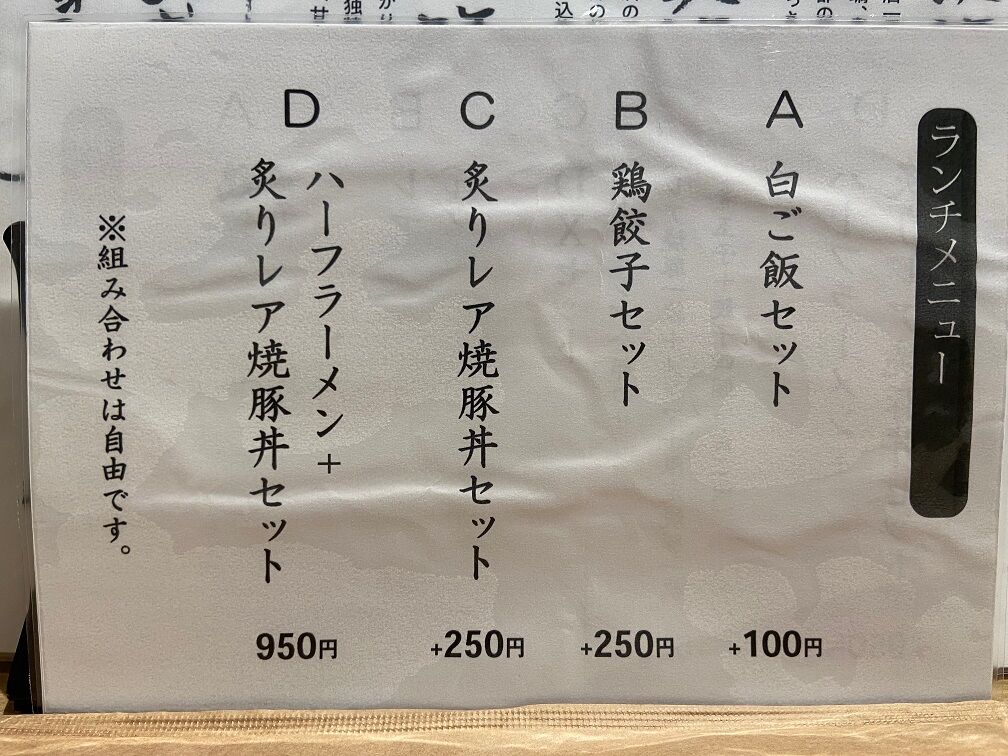 ランチメニュー
A
白ご飯セット
+100円
B
鶏餃子セット
+250円
C
炙りレア焼豚丼セット
+250円
D
ハーフラーメン+
炙りレア焼豚丼セット
950円
※組み合わせは自由です。